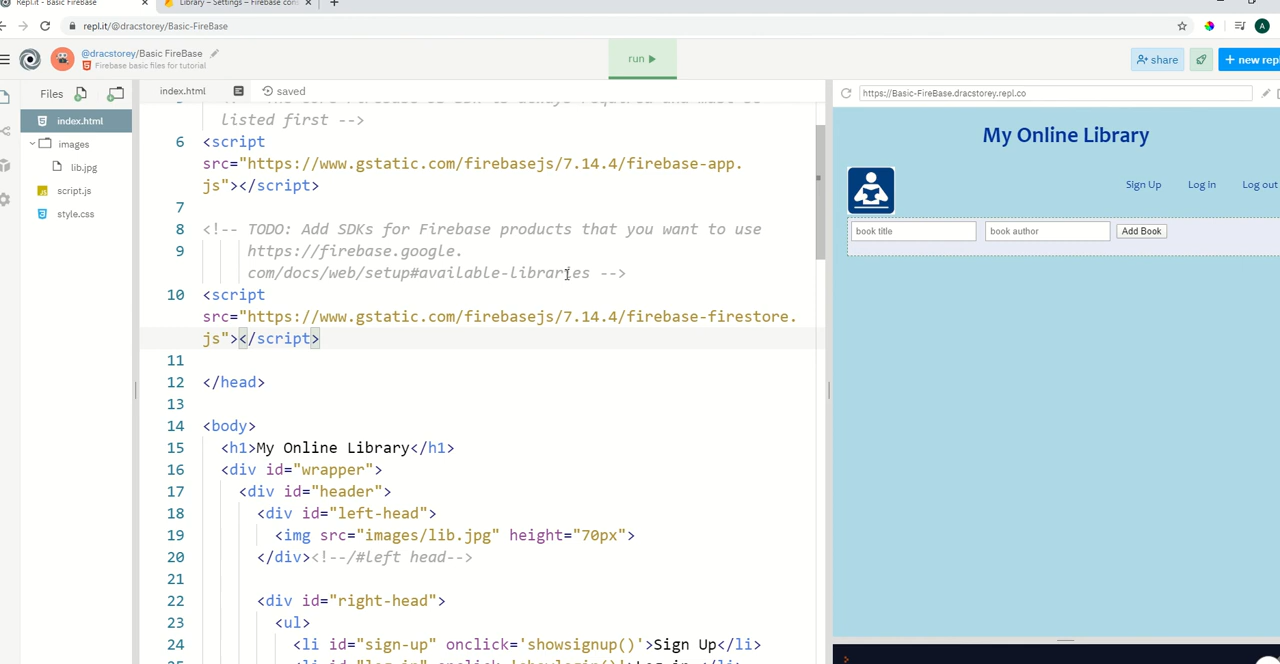 Repl.it - Basic FireBase
Library – Settings – Firebase con
repl.it/@dracstorey/Basic-FireBase
A
@dracstorey/Basic FireBase
Firebase basic files for tutorial
run
share
+ new repl
Files
index.html
images
lib.jpg
script.js
style.css
index.html
saved
listed first -->
6 <script
src="https://www.gstatic.com/firebasejs/7.14.4/firebase-app.
js"></script>
7
8 <!-- TODO: Add SDKs for Firebase products that you want to use
9 https://firebase.google.
com/docs/web/setup#available-libraries -->
10 <script
src="https://www.gstatic.com/firebasejs/7.14.4/firebase-firestore.
js"></script>
11
12 </head>
13
14 <body>
15 <h1>My Online Library</h1>
16 <div id="wrapper">
17 <div id="header">
18 <div id="left-head">
19 <img src="images/lib.jpg" height="70px">
20 </div><!--/#left head-->
21
22 <div id="right-head">
23 <ul>
24 <li id="sign-up" onclick='showsignup()'>Sign Up</li>
https://Basic-FireBase.dracstorey.repl.co
My Online Library
Sign Up Log In Log out
book title book author Add Book